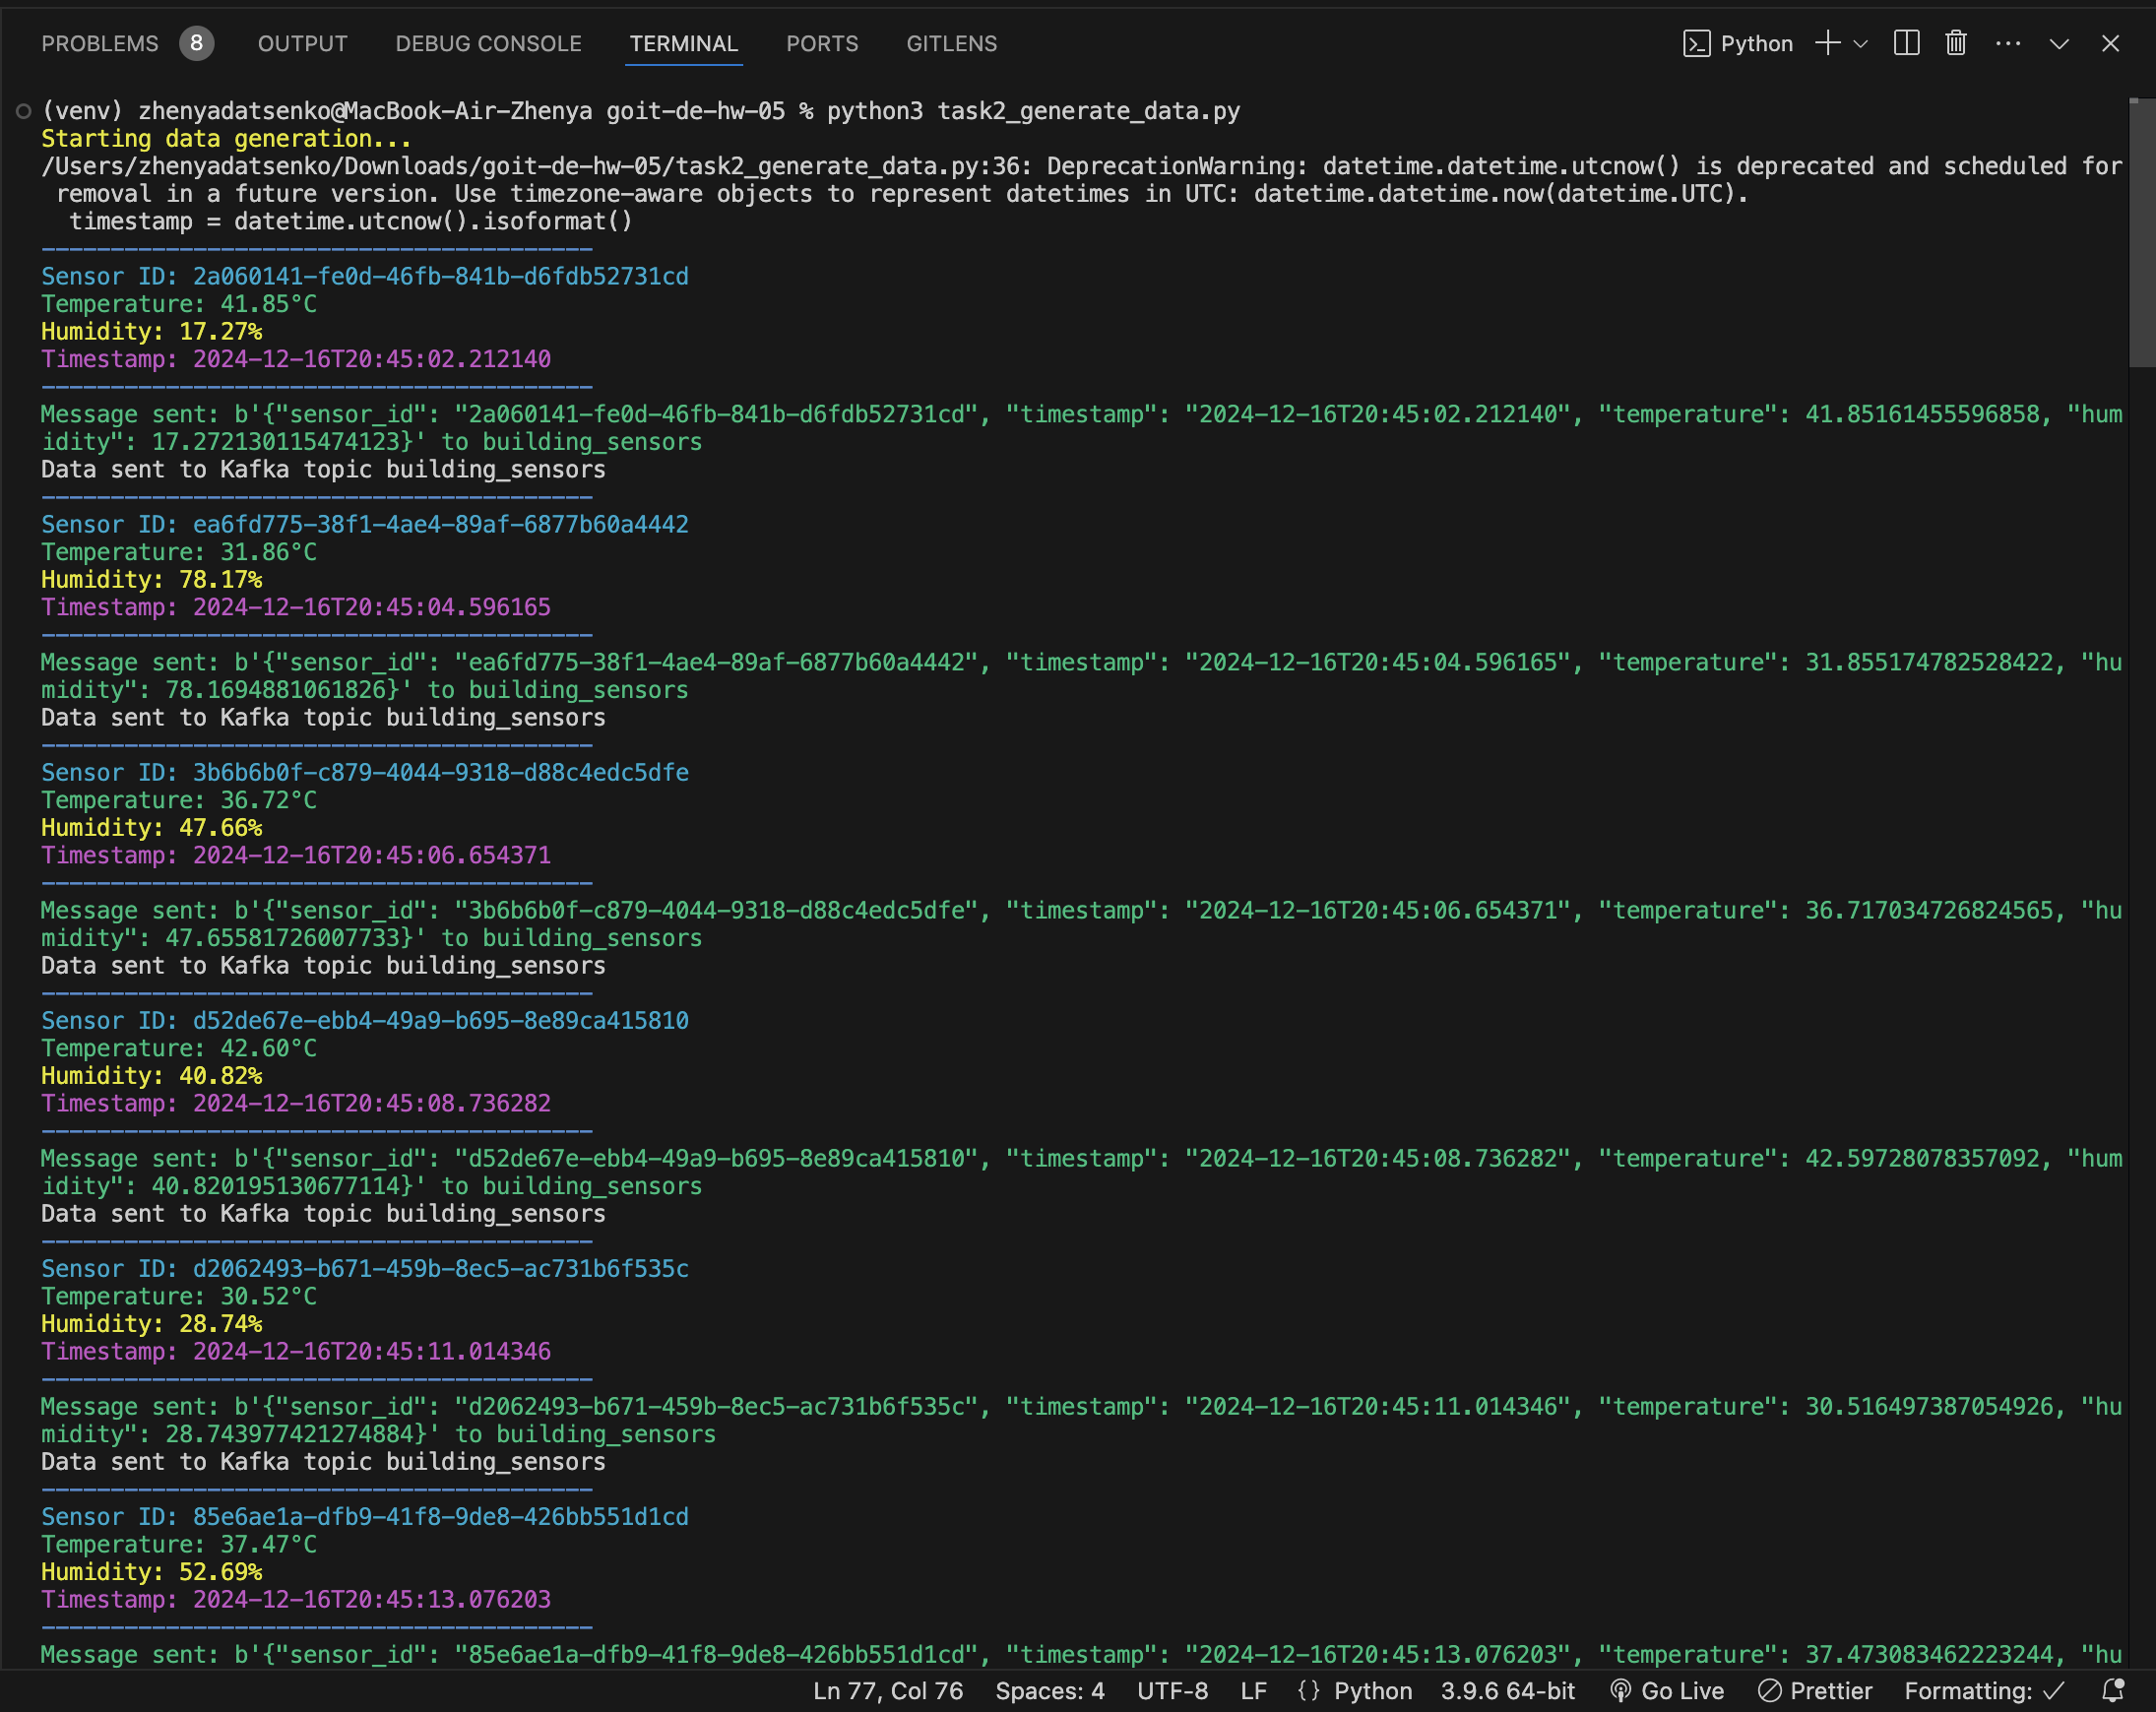 PROBLEMS 8 OUTPUT DEBUG CONSOLE TERMINAL PORTS GITLENS Python
(venv) zhenyadatsenko@MacBook-Air-Zhenya goit-de-hw-05 % python3 task2_generate_data.py
Starting data generation...
/Users/zhenyadatsenko/Downloads/goit-de-hw-05/task2_generate_data.py:36: DeprecationWarning: datetime.datetime.utcnow() is deprecated and scheduled for
removal in a future version. Use timezone-aware objects to represent datetimes in UTC: datetime.datetime.now(datetime.UTC).
timestamp = datetime.utcnow().isoformat()
----------------------------------------
Sensor ID: 2a060141-fe0d-46fb-841b-d6fdb52731cd
Temperature: 41.85°C
Humidity: 17.27%
Timestamp: 2024-12-16T20:45:02.212140
----------------------------------------
Message sent: b'{"sensor_id": "2a060141-fe0d-46fb-841b-d6fdb52731cd", "timestamp": "2024-12-16T20:45:02.212140", "temperature": 41.85161455596858, "hum
idity": 17.272130115474123}' to building_sensors
Data sent to Kafka topic building_sensors
----------------------------------------
Sensor ID: ea6fd775-38f1-4ae4-89af-6877b60a4442
Temperature: 31.86°C
Humidity: 78.17%
Timestamp: 2024-12-16T20:45:04.596165
----------------------------------------
Message sent: b'{"sensor_id": "ea6fd775-38f1-4ae4-89af-6877b60a4442", "timestamp": "2024-12-16T20:45:04.596165", "temperature": 31.855174782528422, "hu
midity": 78.1694881061826}' to building_sensors
Data sent to Kafka topic building_sensors
----------------------------------------
Sensor ID: 3b6b6b0f-c879-4044-9318-d88c4edc5dfe
Temperature: 36.72°C
Humidity: 47.66%
Timestamp: 2024-12-16T20:45:06.654371
----------------------------------------
Message sent: b'{"sensor_id": "3b6b6b0f-c879-4044-9318-d88c4edc5dfe", "timestamp": "2024-12-16T20:45:06.654371", "temperature": 36.717034726824565, "hu
midity": 47.65581726007733}' to building_sensors
Data sent to Kafka topic building_sensors
----------------------------------------
Sensor ID: d52de67e-ebb4-49a9-b695-8e89ca415810
Temperature: 42.60°C
Humidity: 40.82%
Timestamp: 2024-12-16T20:45:08.736282
----------------------------------------
Message sent: b'{"sensor_id": "d52de67e-ebb4-49a9-b695-8e89ca415810", "timestamp": "2024-12-16T20:45:08.736282", "temperature": 42.59728078357092, "hum
idity": 40.820195130677114}' to building_sensors
Data sent to Kafka topic building_sensors
----------------------------------------
Sensor ID: d2062493-b671-459b-8ec5-ac731b6f535c
Temperature: 30.52°C
Humidity: 28.74%
Timestamp: 2024-12-16T20:45:11.014346
----------------------------------------
Message sent: b'{"sensor_id": "d2062493-b671-459b-8ec5-ac731b6f535c", "timestamp": "2024-12-16T20:45:11.014346", "temperature": 30.516497387054926, "hu
midity": 28.743977421274884}' to building_sensors
Data sent to Kafka topic building_sensors
----------------------------------------
Sensor ID: 85e6ae1a-dfb9-41f8-9de8-426bb551d1cd
Temperature: 37.47°C
Humidity: 52.69%
Timestamp: 2024-12-16T20:45:13.076203
----------------------------------------
Message sent: b'{"sensor_id": "85e6ae1a-dfb9-41f8-9de8-426bb551d1cd", "timestamp": "2024-12-16T20:45:13.076203", "temperature": 37.473083462223244, "hu
Ln 77, Col 76 Spaces: 4 UTF-8 LF {} Python 3.9.6 64-bit Go Live Prettier Formatting: ✓